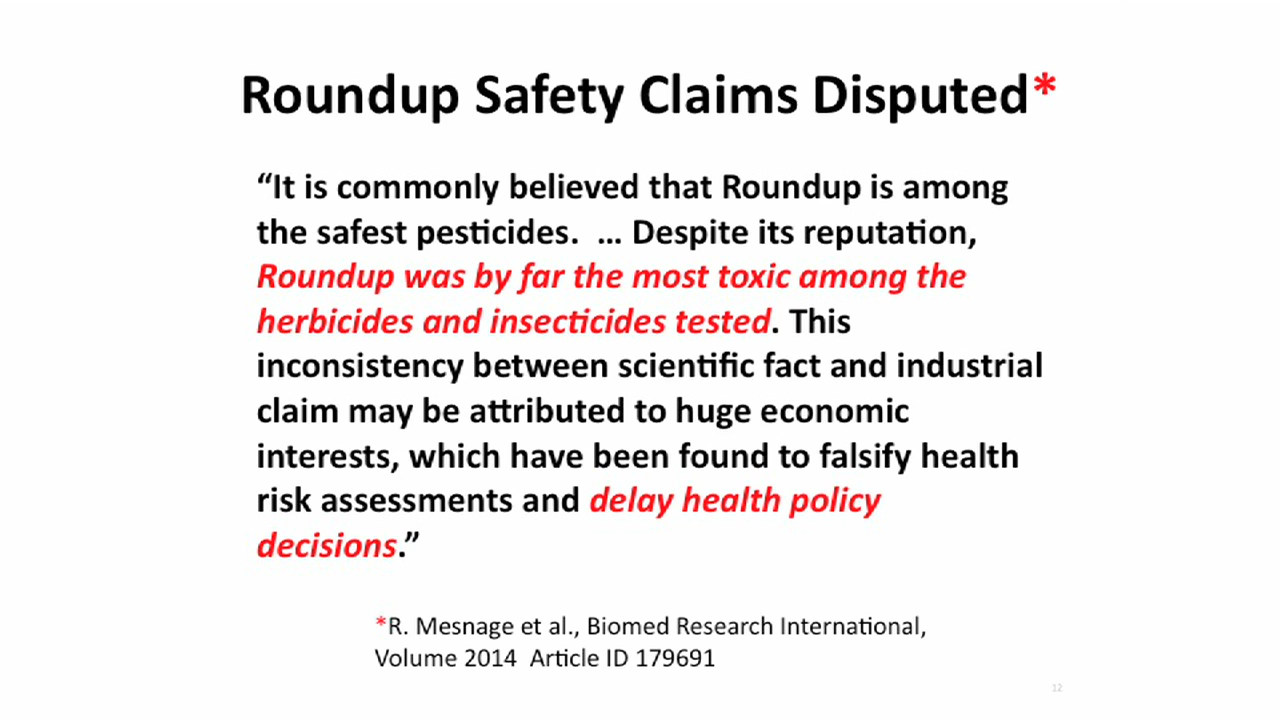 Roundup Safety Claims Disputed*
“It is commonly believed that Roundup is among
the safest pesticides.  ... Despite its reputation,
Roundup was by far the most toxic among the
herbicides and insecticides tested. This
inconsistency between scientific fact and industrial
claim may be attributed to huge economic
interests, which have been found to falsify health
risk assessments and delay health policy
decisions.”
*R. Mesnage et al., Biomed Research International,
Volume 2014  Article ID 179691
12